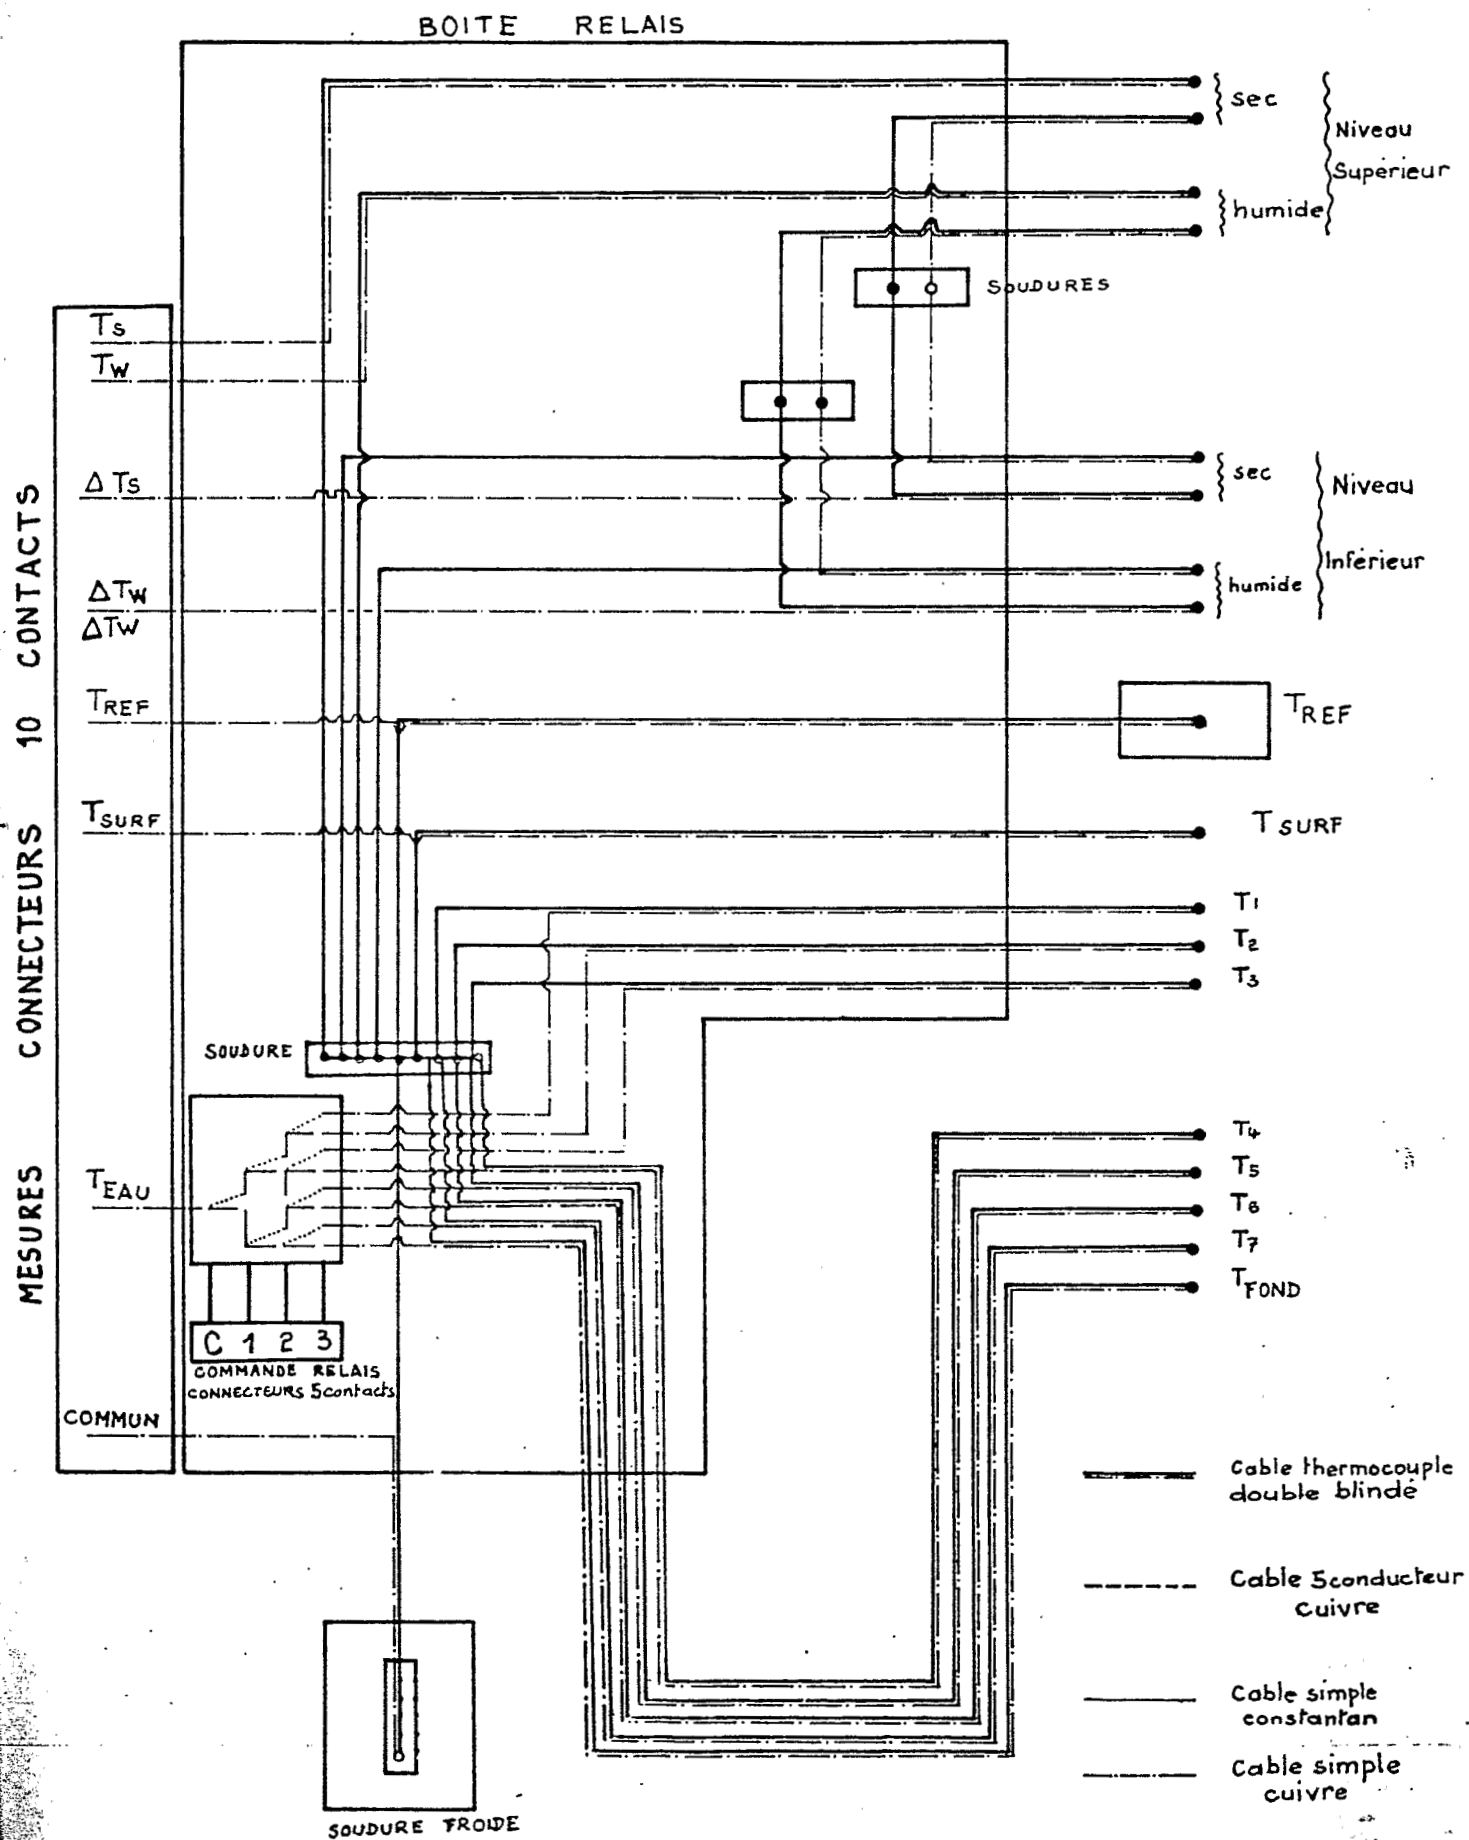 BOITE RELAIS
sec
Niveau
Supérieur
humide
SOUDURES
Ts
Tw
ΔTs
sec
Niveau
Inférieur
humide
ΔTw
ΔTw
TREF
TREF
TSURF
TSURF
T1
T2
T3
SOUDURE
T4
T5
T6
T7
TFOND
TEAU
C 1 2 3
COMMANDE RELAIS
CONNECTEURS 5contacts
COMMUN
MESURES CONNECTEURS 10 CONTACTS
Cable thermocouple
double blindé
Cable 5conducteur
cuivre
Cable simple
constantan
Cable simple
cuivre
SOUDURE FROIDE